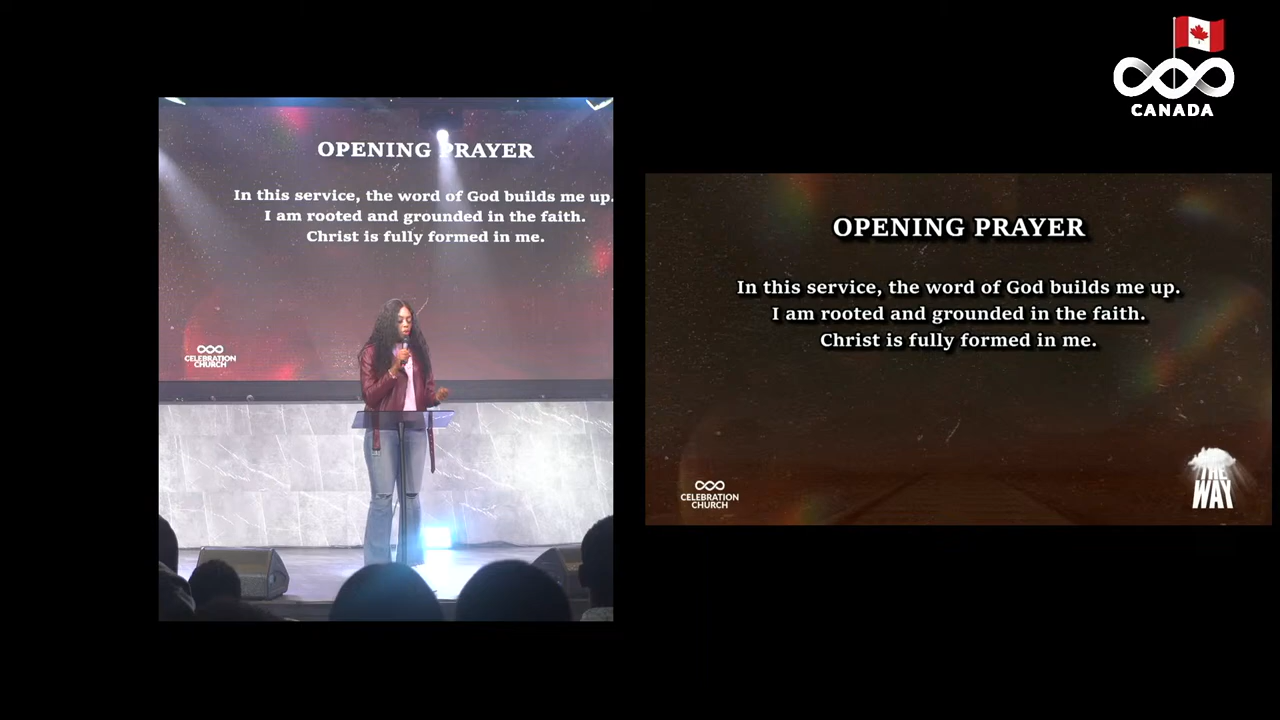 CANADA
OPENING PRAYER
In this service, the word of God builds me up.
I am rooted and grounded in the faith.
Christ is fully formed in me.
CELEBRATION
CHURCH
OPENING PRAYER
In this service, the word of God builds me up.
I am rooted and grounded in the faith.
Christ is fully formed in me.
CELEBRATION
CHURCH
THE
WAY